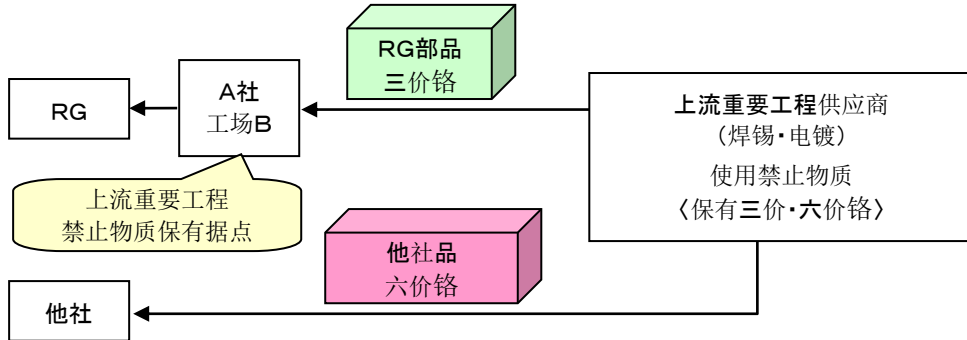 RG部品
三价铬
RG
A社
工场B
上流重要工程供应商
（焊锡・电镀）
使用禁止物质
〈保有三价・六价铬〉
上流重要工程
禁止物质保有据点
他社品
六价铬
他社